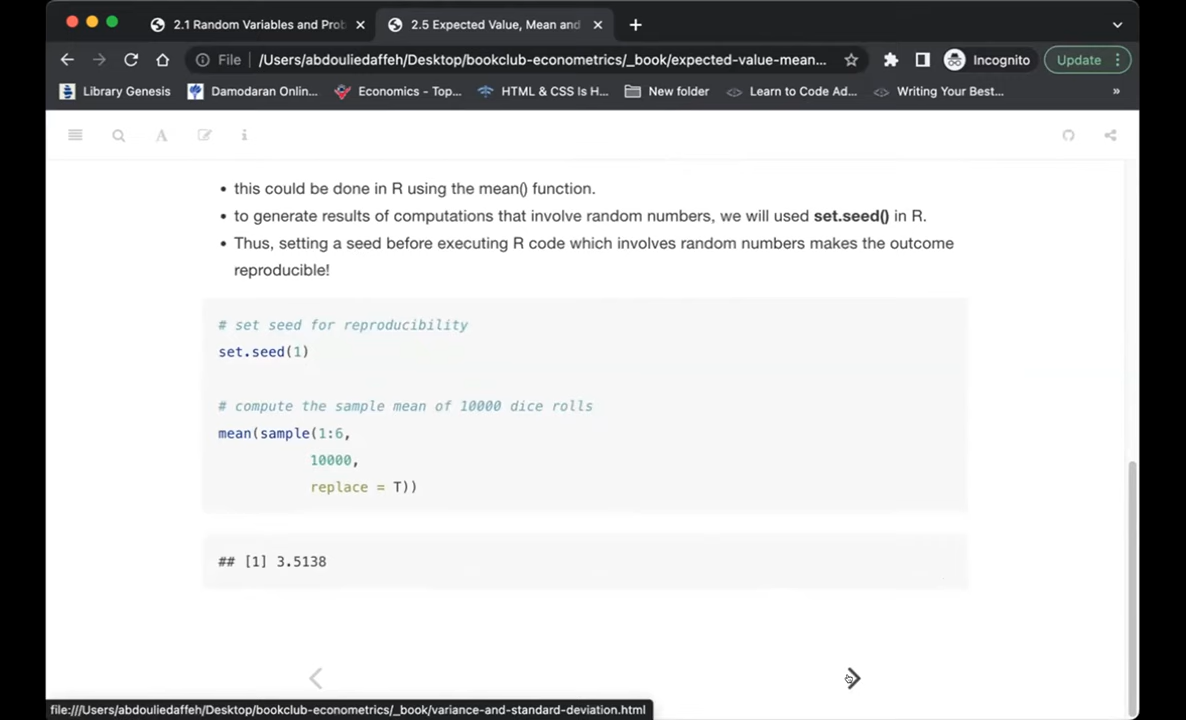 2.1 Random Variables and Prob
2.5 Expected Value, Mean and
File
/Users/abdouliedaffeh/Desktop/bookclub-econometrics/_book/expected-value-mean...
Incognito
Update
Library Genesis
Damodaran Onlin...
Economics - Top...
HTML & CSS Is H...
New folder
Learn to Code Ad...
Writing Your Best...
»
A
i
• this could be done in R using the mean() function.
• to generate results of computations that involve random numbers, we will used set.seed() in R.
• Thus, setting a seed before executing R code which involves random numbers makes the outcome
reproducible!
# set seed for reproducibility
set.seed(1)
# compute the sample mean of 10000 dice rolls
mean(sample(1:6,
10000,
replace = T))
## [1] 3.5138
file:///Users/abdouliedaffeh/Desktop/bookclub-econometrics/_book/variance-and-standard-deviation.html